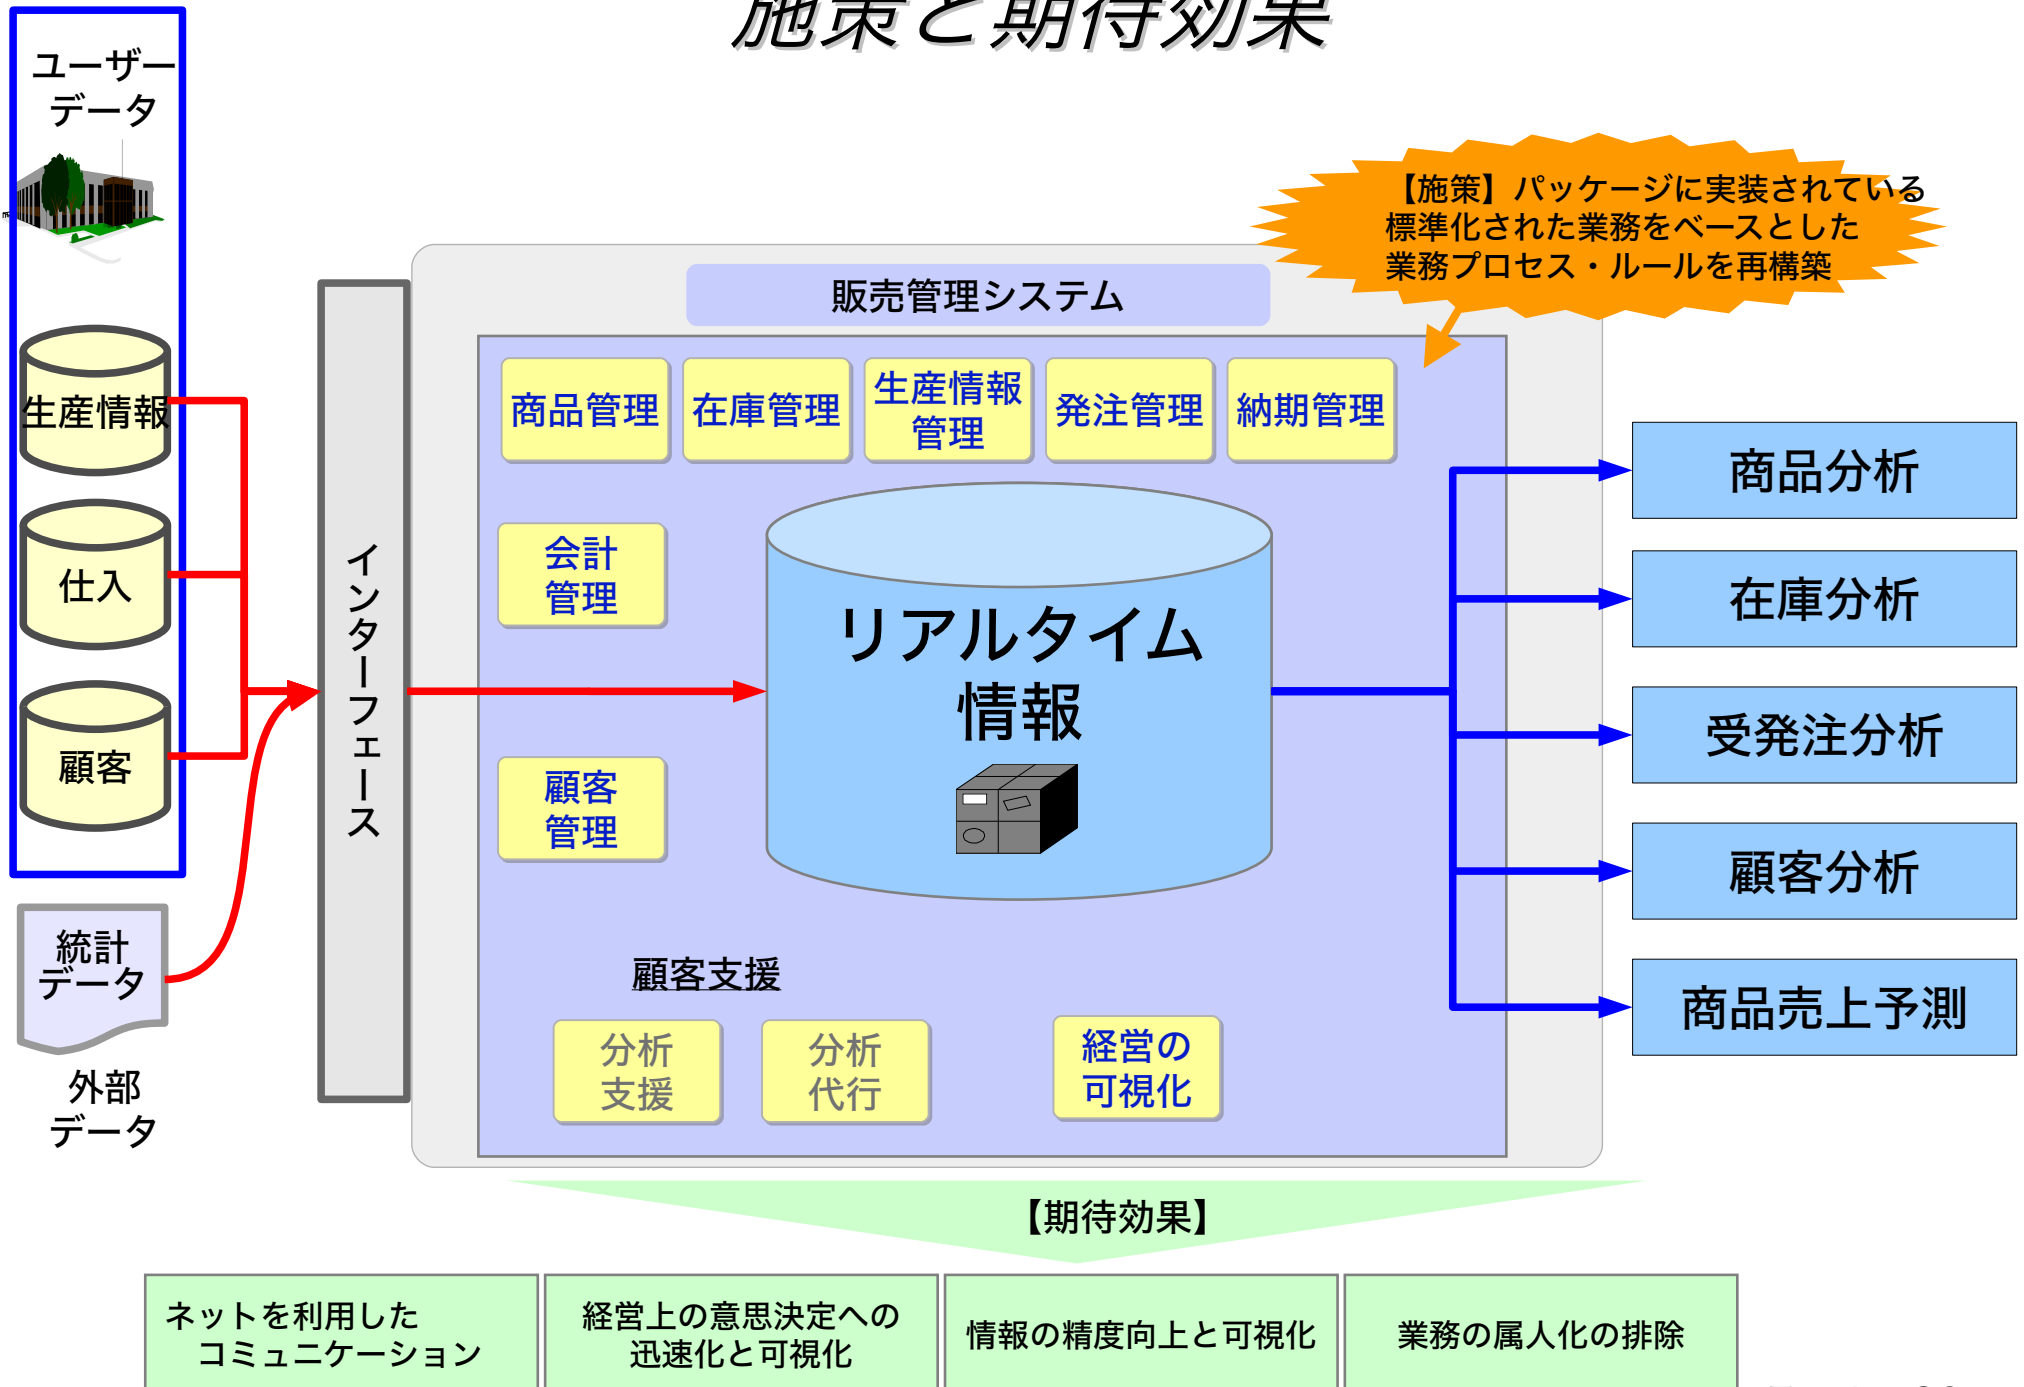 施策と期待効果
ユーザー
データ
生産情報
仕入
顧客
統計
データ
外部
データ
インターフェース
販売管理システム
【施策】パッケージに実装されている
標準化された業務をベースとした
業務プロセス・ルールを再構築
商品管理
在庫管理
生産情報
管理
発注管理
納期管理
会計
管理
顧客
管理
リアルタイム
情報
顧客支援
分析
支援
分析
代行
経営の
可視化
商品分析
在庫分析
受発注分析
顧客分析
商品売上予測
【期待効果】
ネットを利用した
コミュニケーション
経営上の意思決定への
迅速化と可視化
情報の精度向上と可視化
業務の属人化の排除